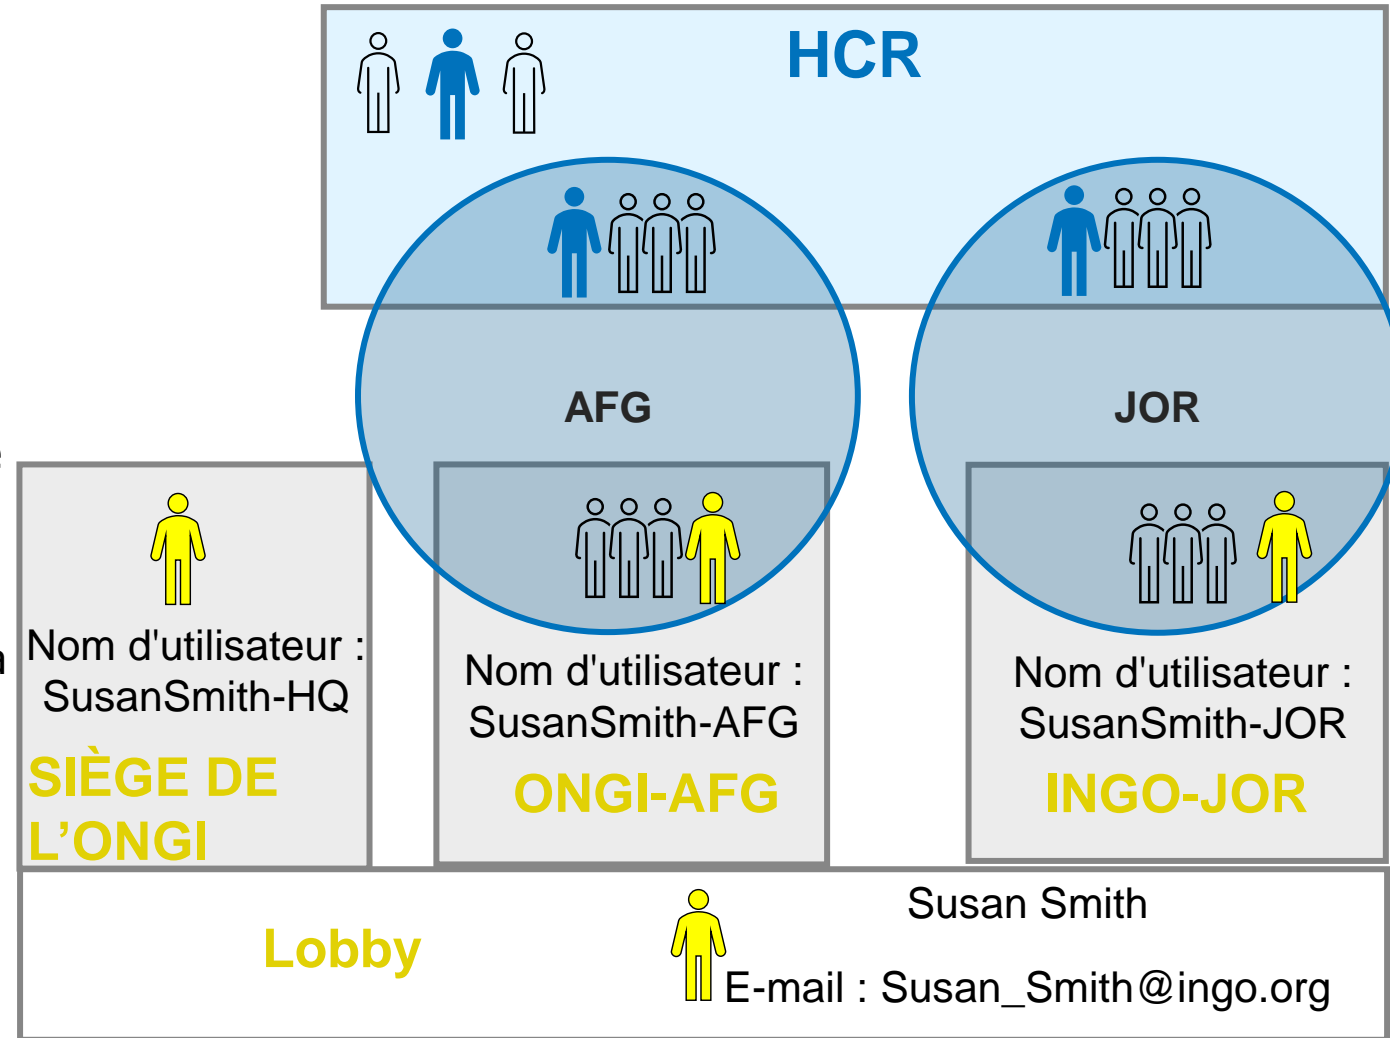 HCR
AFG
JOR
Nom d'utilisateur :
SusanSmith-HQ
SIÈGE DE
L’ONGI
Nom d'utilisateur :
SusanSmith-AFG
ONGI-AFG
Nom d'utilisateur :
SusanSmith-JOR
INGO-JOR
Lobby
Susan Smith
E-mail : Susan_Smith@ingo.org